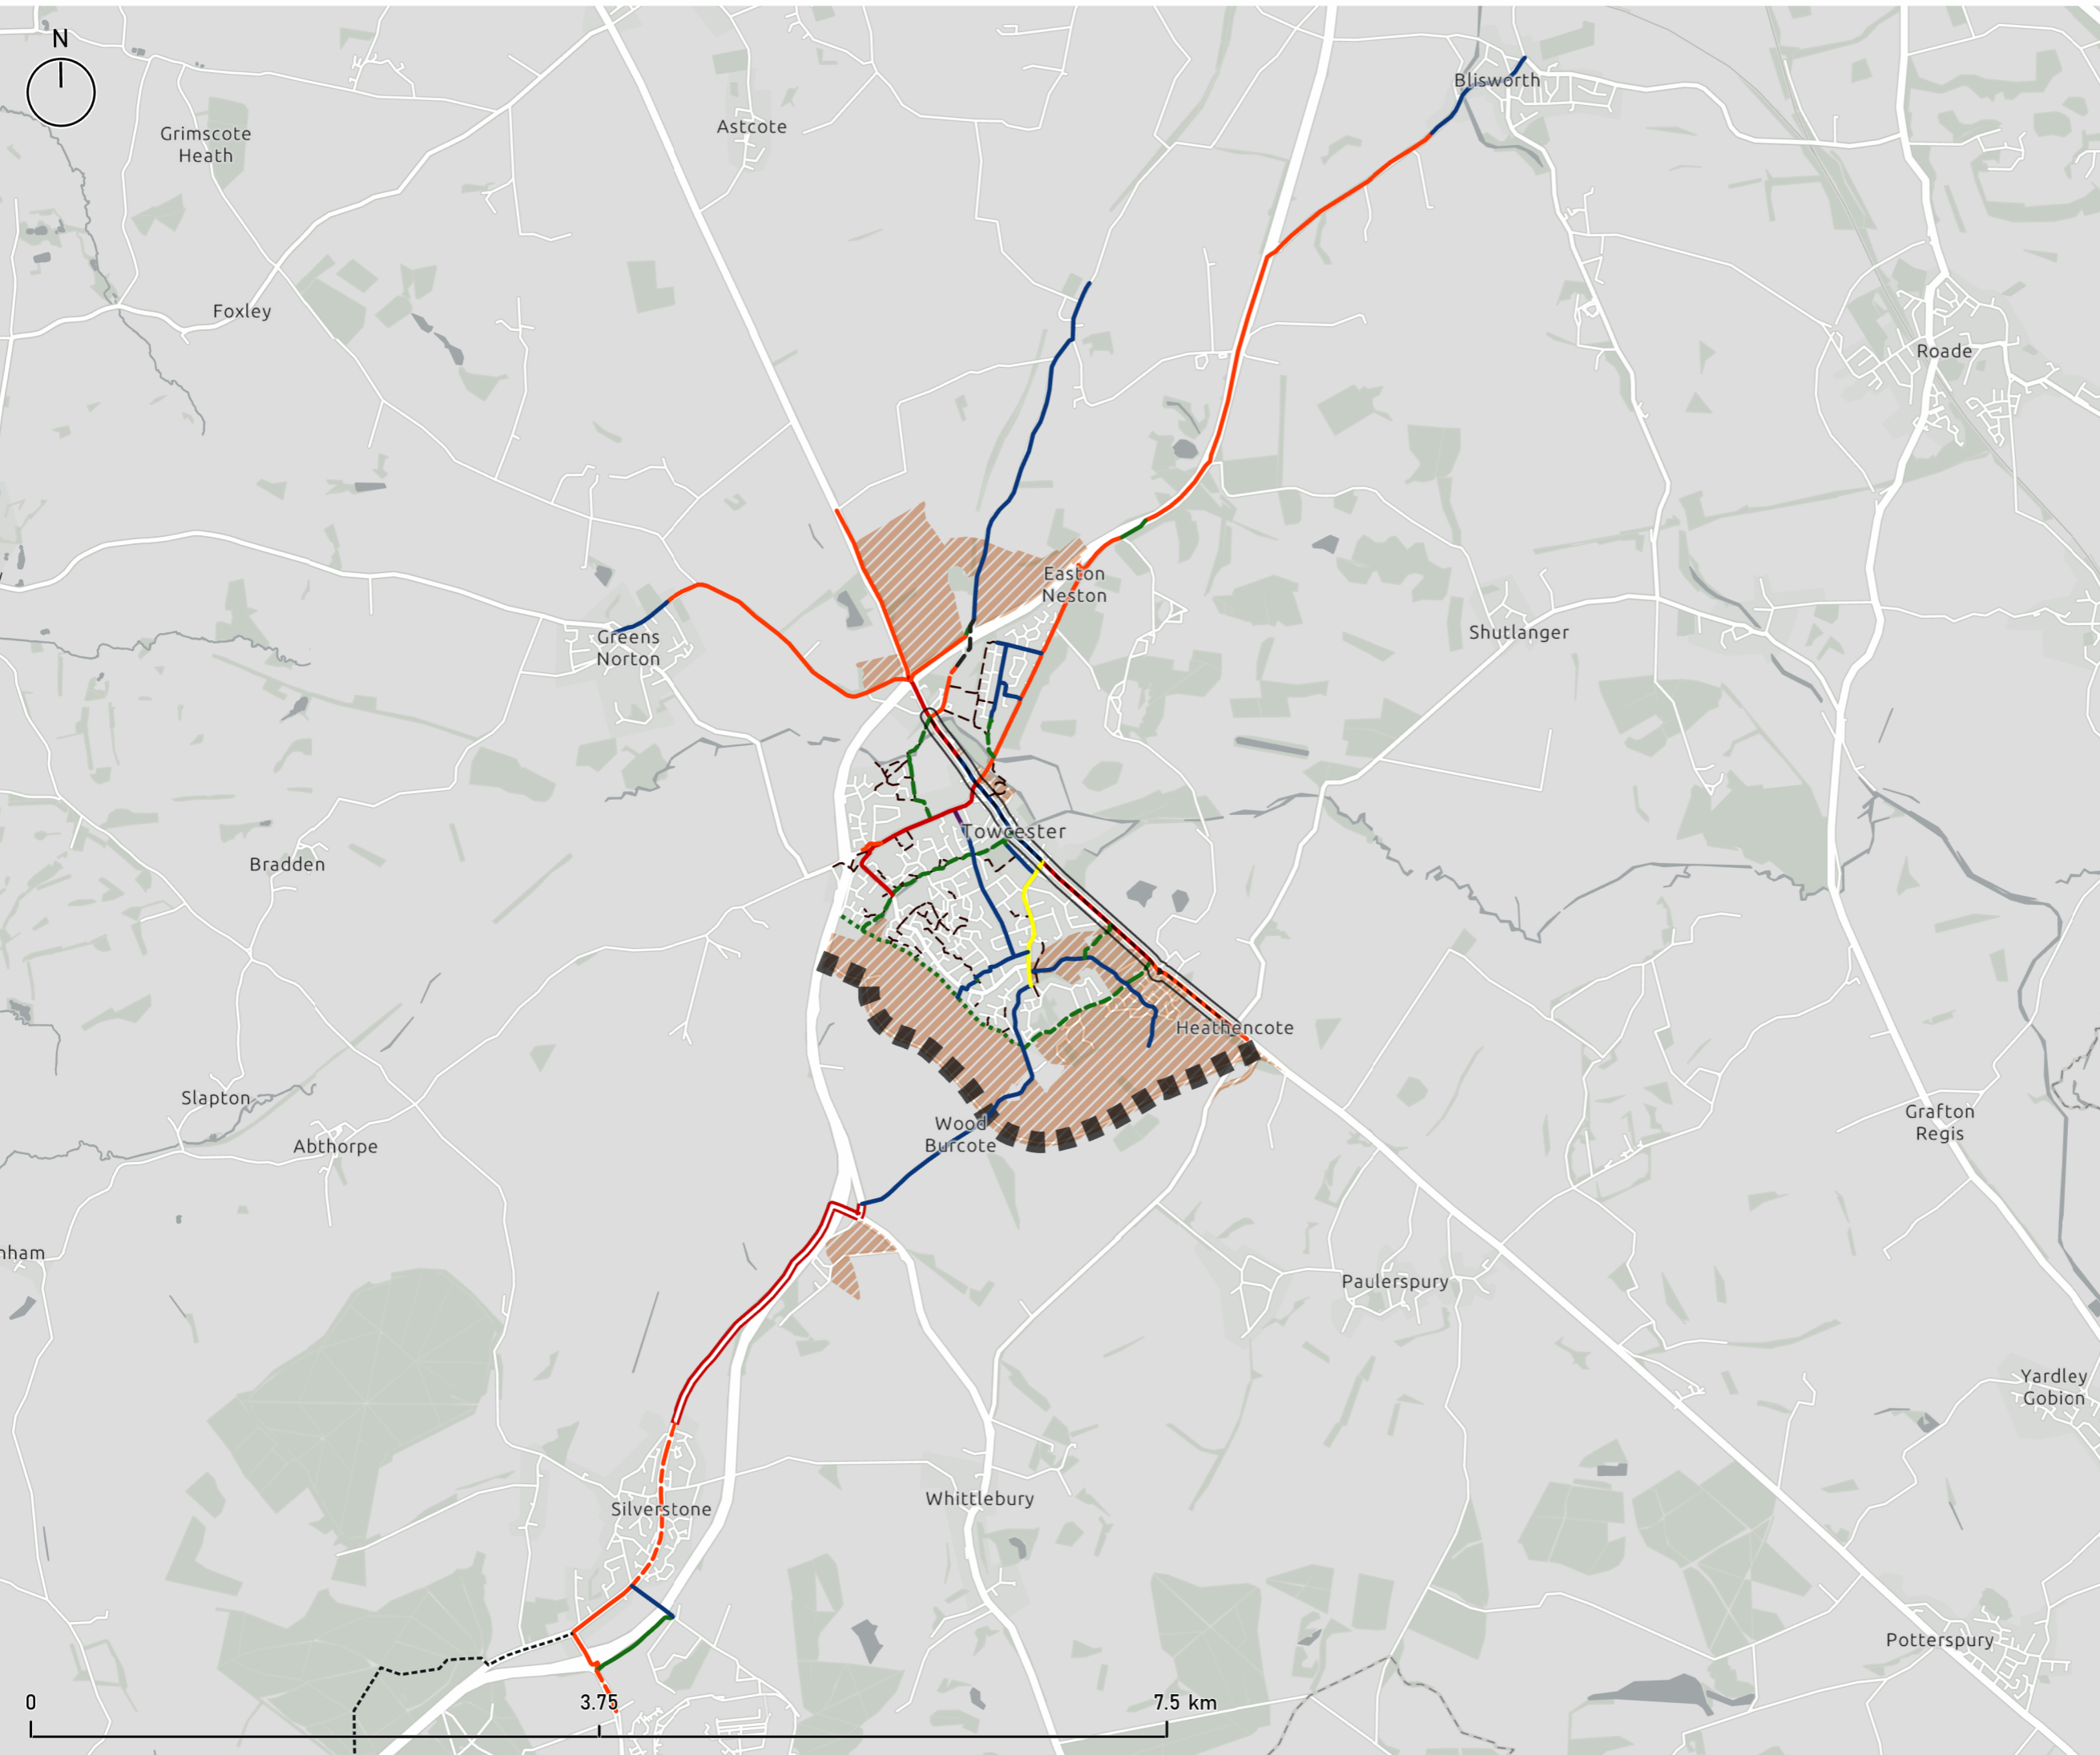 N
Blisworth
Grimscote
Heath
Astcote
Foxley
Roade
Easton
Neston
Greens
Norton
Shutlanger
Towcester
Bradden
Heathencote
Slapton
Abthorpe
Wood
Burcote
Grafton
Regis
nham
Paulerspury
Yardley
Gobion
Whittlebury
Silverstone
Potterspury
0
3.75
7.5 km